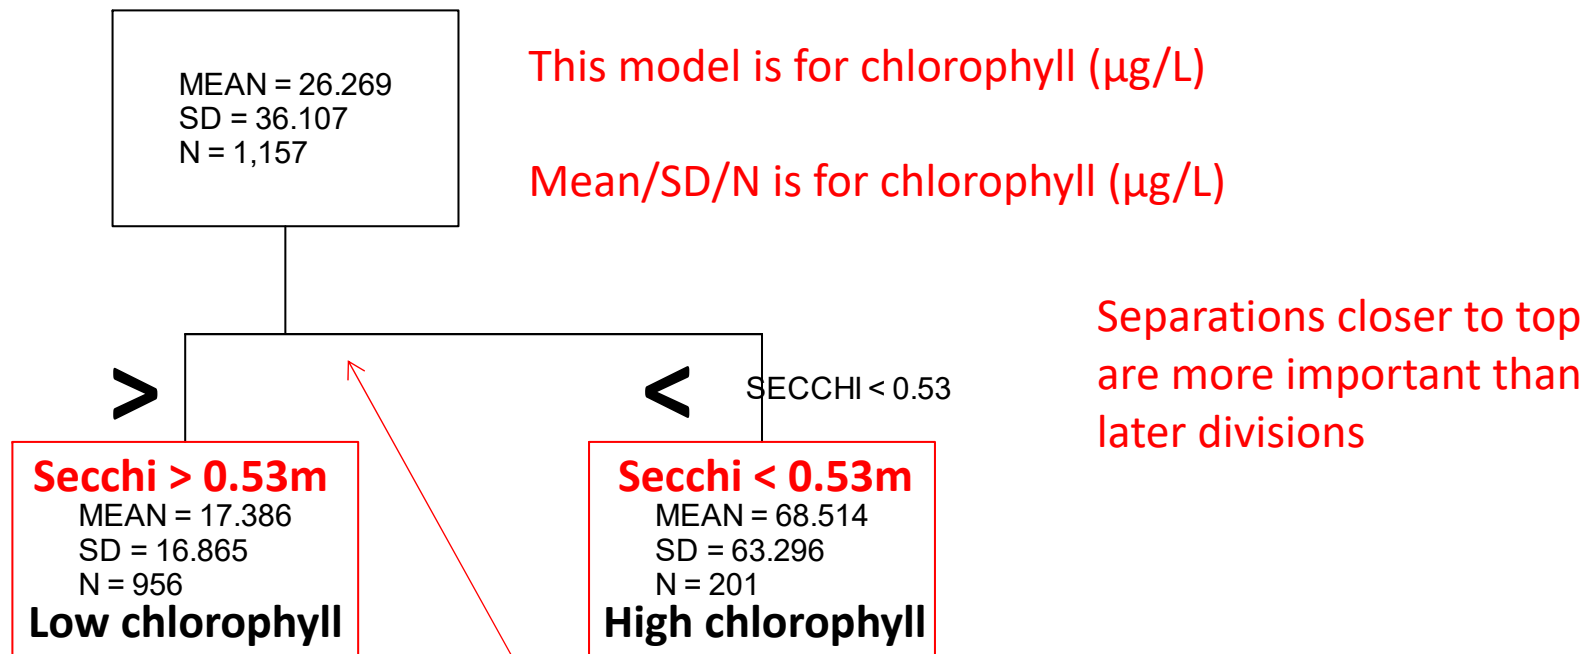 MEAN = 26.269
SD = 36.107
N = 1,157
This model is for chlorophyll (µg/L)
Mean/SD/N is for chlorophyll (µg/L)
Separations closer to top
are more important than
later divisions
>
<
SECCHI < 0.53
Secchi > 0.53m
MEAN = 17.386
SD = 16.865
N = 956
Low chlorophyll
Secchi < 0.53m
MEAN = 68.514
SD = 63.296
N = 201
High chlorophyll